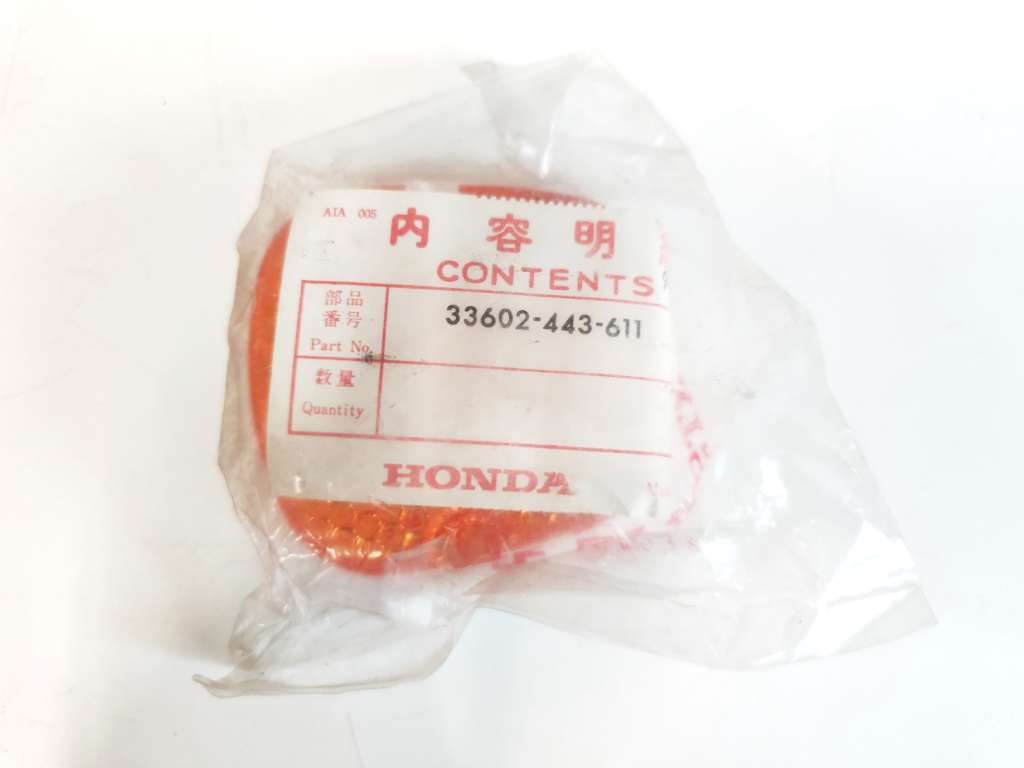 AIA 005
内容明
CONTENTS
部品
番号
Part No.
33602-443-611
数量
Quantity
HONDA